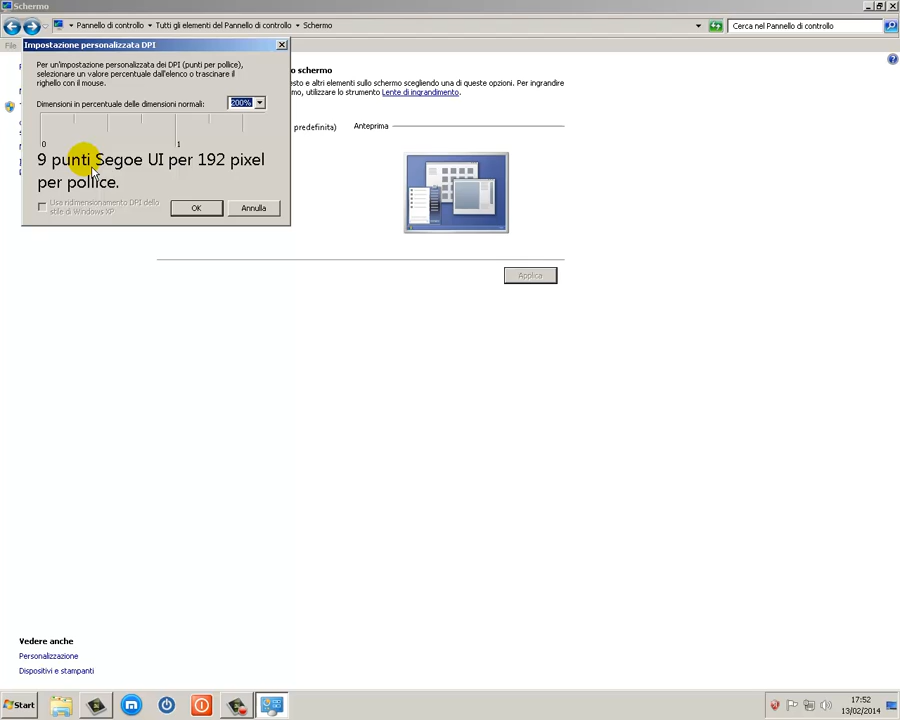 Schermo
Pannello di controllo
Tutti gli elementi del Pannello di controllo
Schermo
Cerca nel Pannello di controllo
File
Impostazione personalizzata DPI
Per un'impostazione personalizzata dei DPI (punti per pollice),
selezionare un valore percentuale dall'elenco o trascinare il
righello con il mouse.
Dimensioni in percentuale delle dimensioni normali:
200%
0
1
9 punti Segoe UI per 192 pixel
per pollice.
Usa ridimensionamento DPI dello
stile di Windows XP
OK
Annulla
o schermo
esto e altri elementi sullo schermo scegliendo una di queste opzioni. Per ingrandire
rmo, utilizzare lo strumento Lente di ingrandimento.
predefinita)
Anteprima
Applica
Vedere anche
Personalizzazione
Dispositivi e stampanti
Start
17:52
13/02/2014